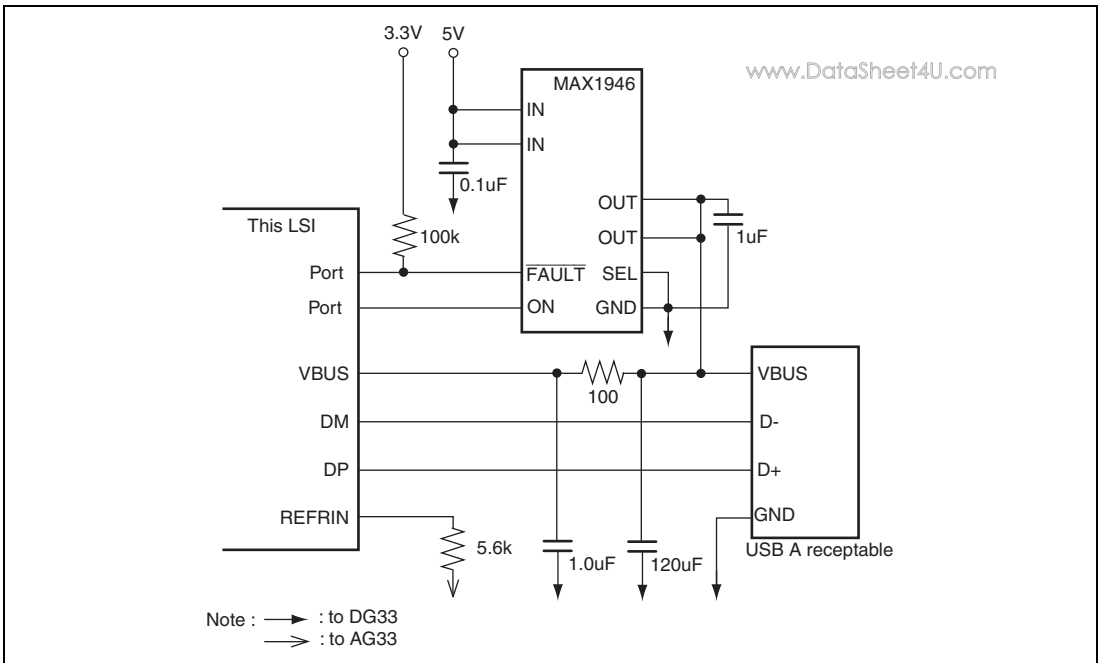 3.3V 5V
www.DataSheet4U.com
MAX1946
IN
IN
0.1uF
OUT
This LSI
100k
OUT
1uF
Port
FAULT
SEL
Port
ON
GND
VBUS
100
VBUS
DM
D-
DP
D+
REFRIN
GND
5.6k
1.0uF
120uF
USB A receptable
Note : : to DG33
: to AG33